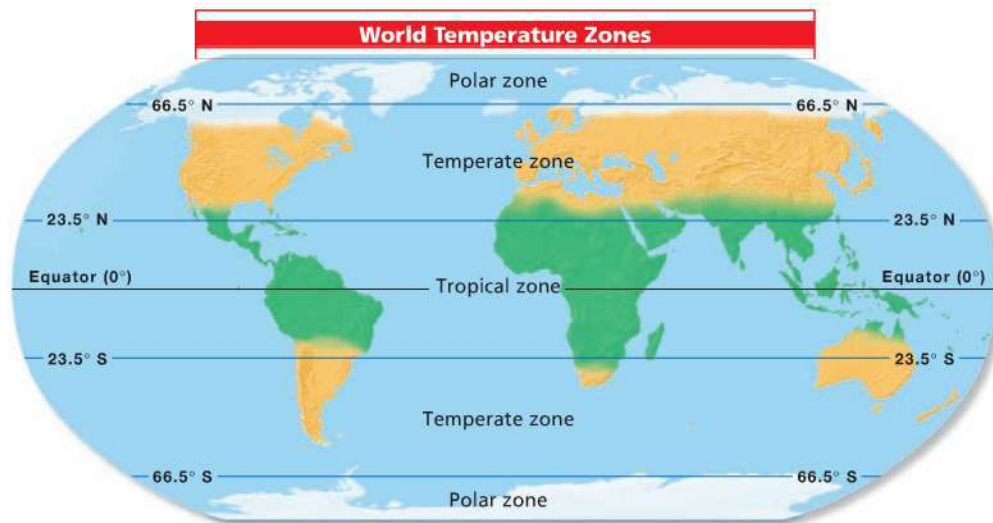 World Temperature Zones
Polar zone
66.5° N 66.5° N
Temperate zone
23.5° N 23.5° N
Equator (0°) Tropical zone Equator (0°)
23.5° S 23.5° S
Temperate zone
66.5° S 66.5° S
Polar zone